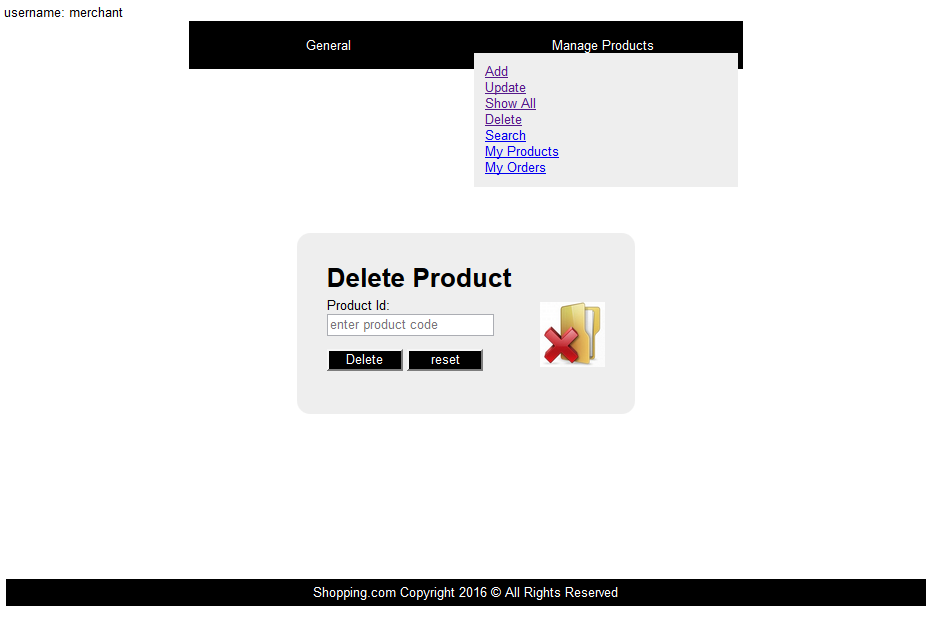 username: merchant
General Manage Products
Add
Update
Show All
Delete
Search
My Products
My Orders
Delete Product
Product Id:
enter product code
Delete reset
Shopping.com Copyright 2016 © All Rights Reserved